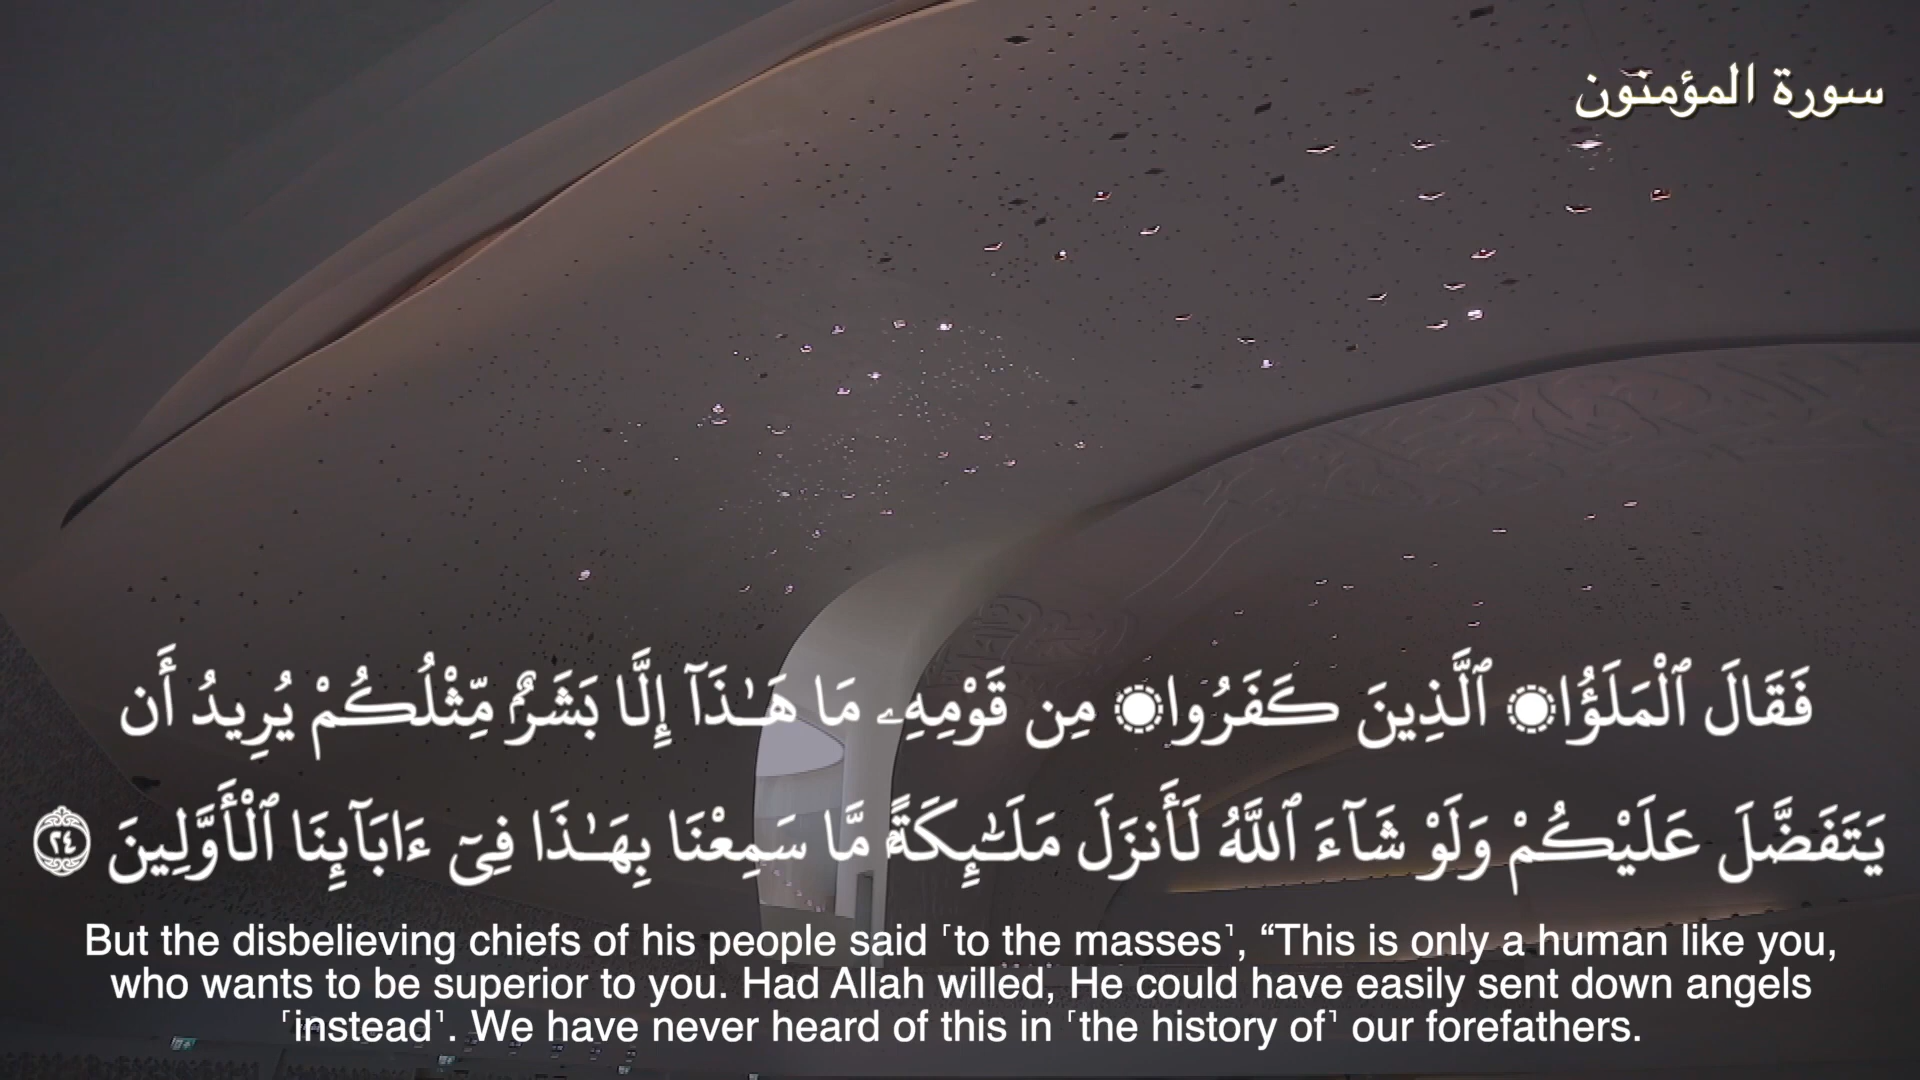 سورة المؤمنون
فَقَالَ ٱلْمَلَؤُا۟ ٱلَّذِينَ كَفَرُوا۟ مِن قَوْمِهِۦ مَا هَـٰذَآ إِلَّا بَشَرٌ مِّثْلُكُمْ يُرِيدُ أَن
يَتَفَضَّلَ عَلَيْكُمْ وَلَوْ شَآءَ ٱللَّهُ لَأَنزَلَ مَلَـٰٓئِكَةً مَّا سَمِعْنَا بِهَـٰذَا فِىٓ ءَابَآئِنَا ٱلْأَوَّلِينَ ٢٤
But the disbelieving chiefs of his people said ˹to the masses˺, “This is only a human like you,
who wants to be superior to you. Had Allah willed, He could have easily sent down angels
˹instead˺. We have never heard of this in ˹the history of˺ our forefathers.